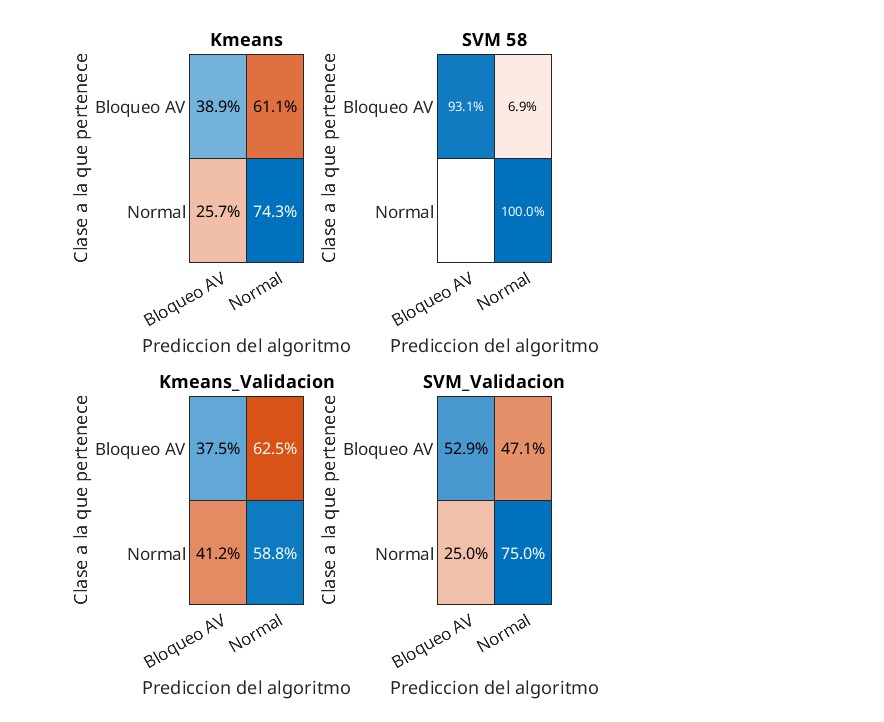 Kmeans
Clase a la que pertenece
Bloqueo AV
38.9% 61.1%
Normal
25.7% 74.3%
Bloqueo AV
Normal
Prediccion del algoritmo
SVM 58
Clase a la que pertenece
Bloqueo AV
93.1% 6.9%
Normal
100.0%
Bloqueo AV
Normal
Prediccion del algoritmo
Kmeans_Validacion
Clase a la que pertenece
Bloqueo AV
37.5% 62.5%
Normal
41.2% 58.8%
Bloqueo AV
Normal
Prediccion del algoritmo
SVM_Validacion
Clase a la que pertenece
Bloqueo AV
52.9% 47.1%
Normal
25.0% 75.0%
Bloqueo AV
Normal
Prediccion del algoritmo